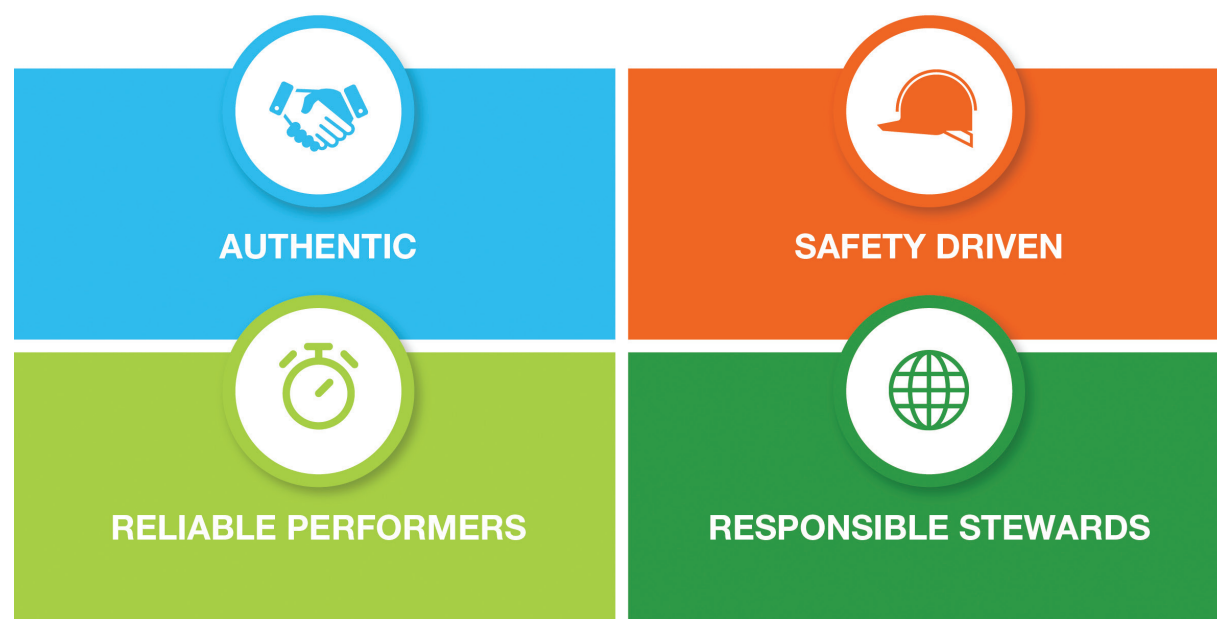 AUTHENTIC
SAFETY DRIVEN
RELIABLE PERFORMERS
RESPONSIBLE STEWARDS